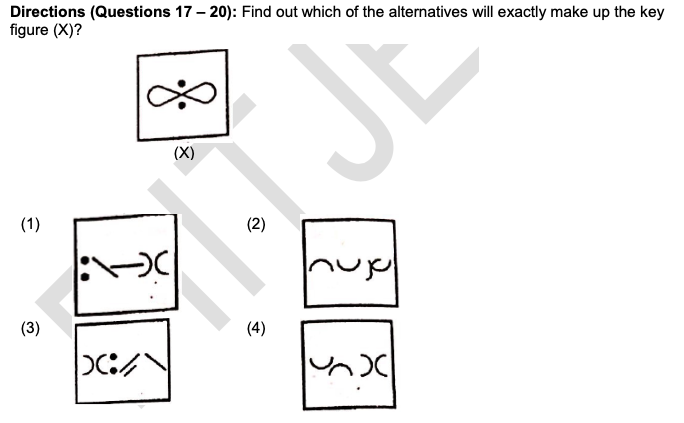 Directions (Questions 17 – 20): Find out which of the alternatives will exactly make up the key
figure (X)?
(X)
(1)
(2)
(3)
(4)
FIITJEE